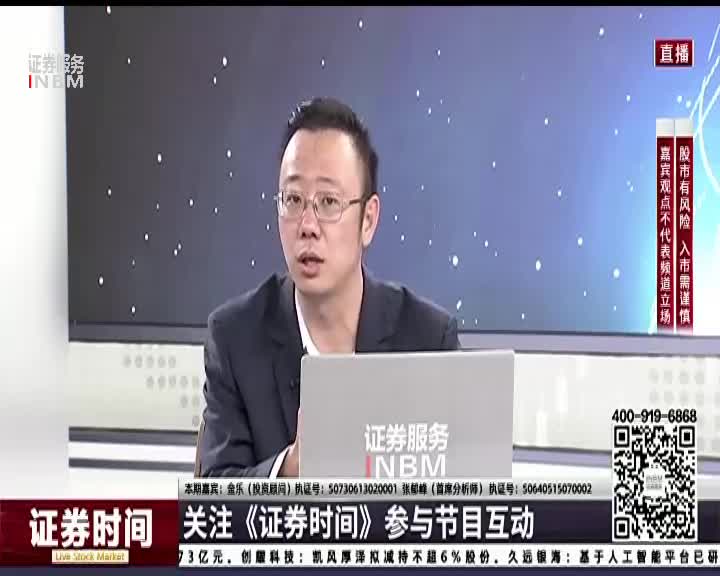 证券服务
NBM
直播
股市有风险 入市需谨慎
嘉宾观点不代表频道立场
400-919-6868
证券服务
NBM
本期嘉宾：金乐（投资顾问）执证号：S0730613020001 张郁峰（首席分析师） 执证号：S0640515070002
证券时间
Live Stock Market
关注《证券时间》参与节目互动
73亿元。创耀科技：凯风厚泽拟减持不超6%股份。久远银海：基于人工智能平台已研